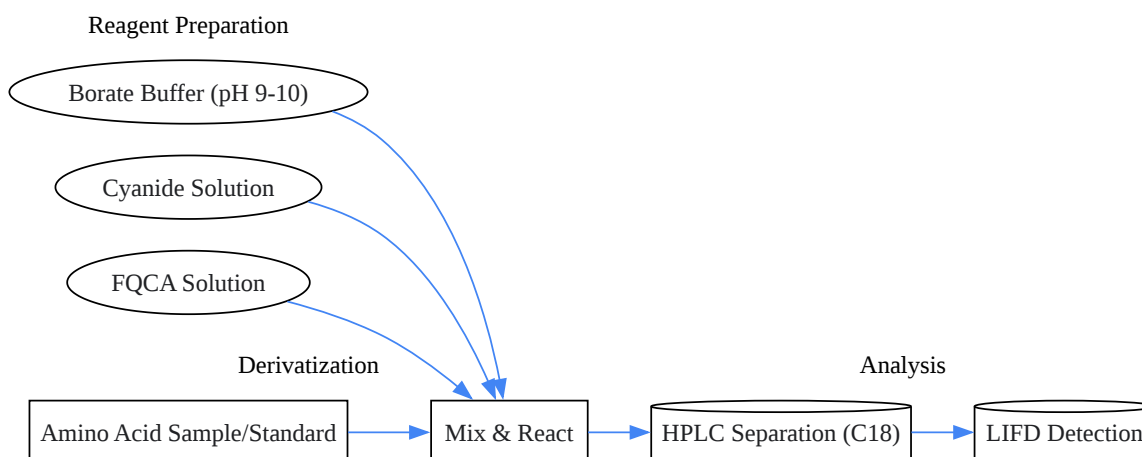 Reagent Preparation
Borate Buffer (pH 9-10)
Cyanide Solution
FQCA Solution
Derivatization
Analysis
Amino Acid Sample/Standard
Mix & React
HPLC Separation (C18)
LIFD Detection